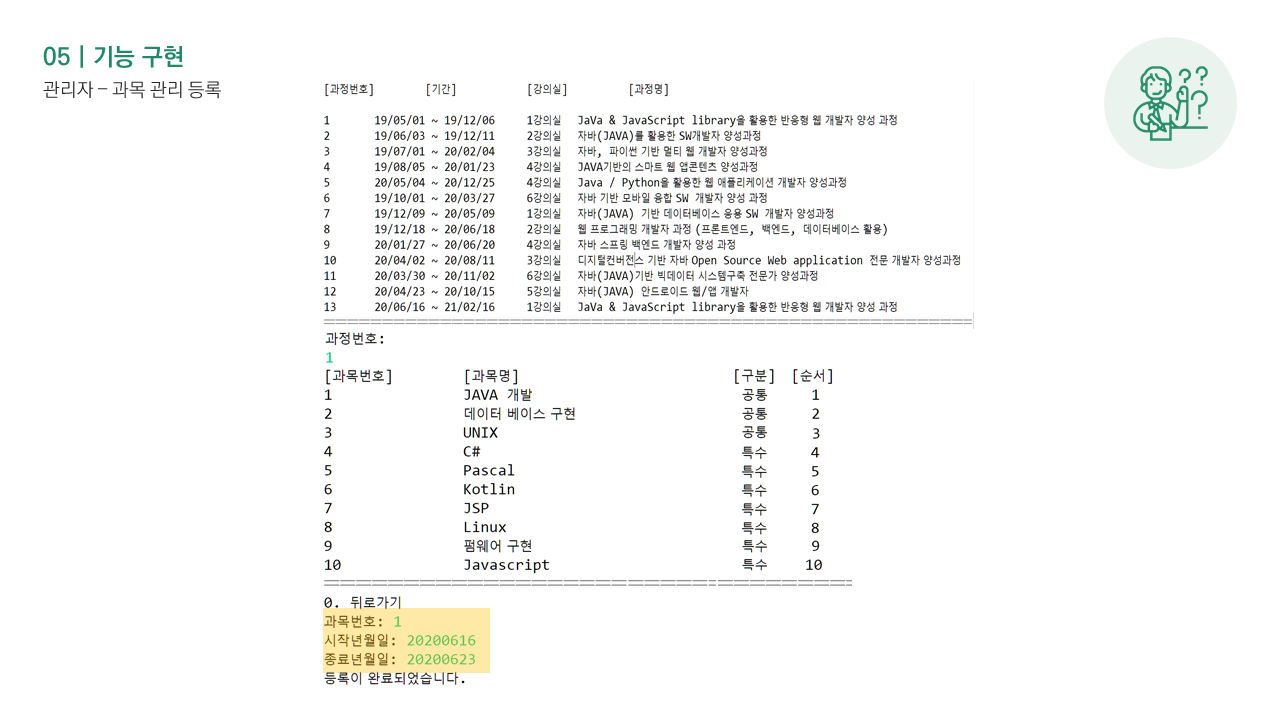 05 | 기능 구현
관리자 – 과목 관리 등록
[과정번호] [기간] [강의실] [과정명]
1 19/05/01 ~ 19/12/06 1강의실 JaVa & JavaScript library을 활용한 반응형 웹 개발자 양성 과정
2 19/06/03 ~ 19/12/11 2강의실 자바(JAVA)를 활용한 SW개발자 양성과정
3 19/07/01 ~ 20/02/04 3강의실 자바, 파이썬 기반 멀티 웹 개발자 양성과정
4 19/08/05 ~ 20/01/23 4강의실 JAVA기반의 스마트 웹 앱콘텐츠 양성과정
5 20/05/04 ~ 20/12/25 4강의실 Java / Python을 활용한 웹 애플리케이션 개발자 양성과정
6 19/10/01 ~ 20/03/27 6강의실 자바 기반 모바일 융합 SW 개발자 양성 과정
7 19/12/09 ~ 20/05/09 1강의실 자바(JAVA) 기반 데이터베이스 응용 SW 개발자 양성과정
8 19/12/18 ~ 20/06/18 2강의실 웹 프로그래밍 개발자 과정 (프론트엔드, 백엔드, 데이터베이스 활용)
9 20/01/27 ~ 20/06/20 4강의실 자바 스프링 백엔드 개발자 양성 과정
10 20/04/02 ~ 20/08/11 3강의실 디지털컨버전스 기반 자바 Open Source Web application 전문 개발자 양성과정
11 20/03/30 ~ 20/11/02 6강의실 자바(JAVA)기반 빅데이터 시스템구축 전문가 양성과정
12 20/04/23 ~ 20/10/15 5강의실 자바(JAVA) 안드로이드 웹/앱 개발자
13 20/06/16 ~ 21/02/16 1강의실 JaVa & JavaScript library을 활용한 반응형 웹 개발자 양성 과정
과정번호:
1
[과목번호] [과목명] [구분] [순서]
1 JAVA 개발 공통 1
2 데이터 베이스 구현 공통 2
3 UNIX 공통 3
4 C# 특수 4
5 Pascal 특수 5
6 Kotlin 특수 6
7 JSP 특수 7
8 Linux 특수 8
9 펌웨어 구현 특수 9
10 Javascript 특수 10
0. 뒤로가기
과목번호: 1
시작년월일: 20200616
종료년월일: 20200623
등록이 완료되었습니다.